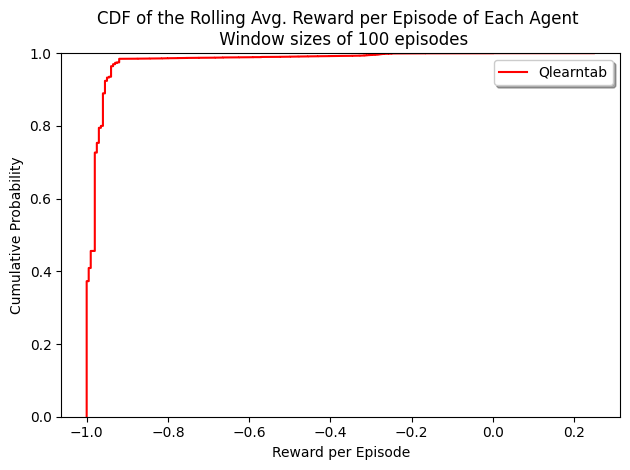 CDF of the Rolling Avg. Reward per Episode of Each Agent
Window sizes of 100 episodes
Qlearntab
Cumulative Probability
1.0
0.8
0.6
0.4
0.2
0.0
−1.0 −0.8 −0.6 −0.4 −0.2 0.0 0.2
Reward per Episode